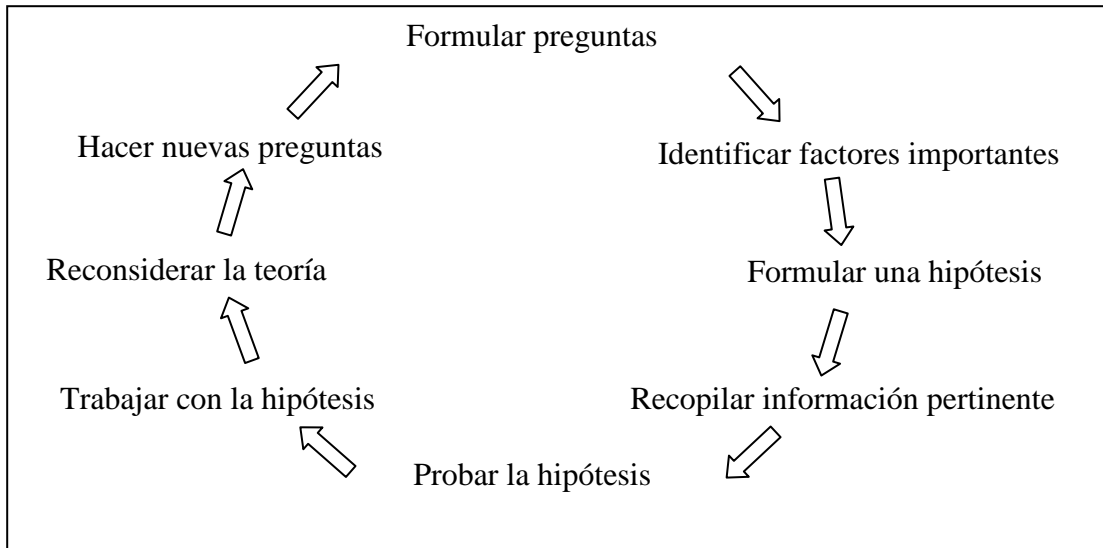 Formular preguntas
Hacer nuevas preguntas
Identificar factores importantes
Reconsiderar la teoría
Formular una hipótesis
Trabajar con la hipótesis
Recopilar información pertinente
Probar la hipótesis